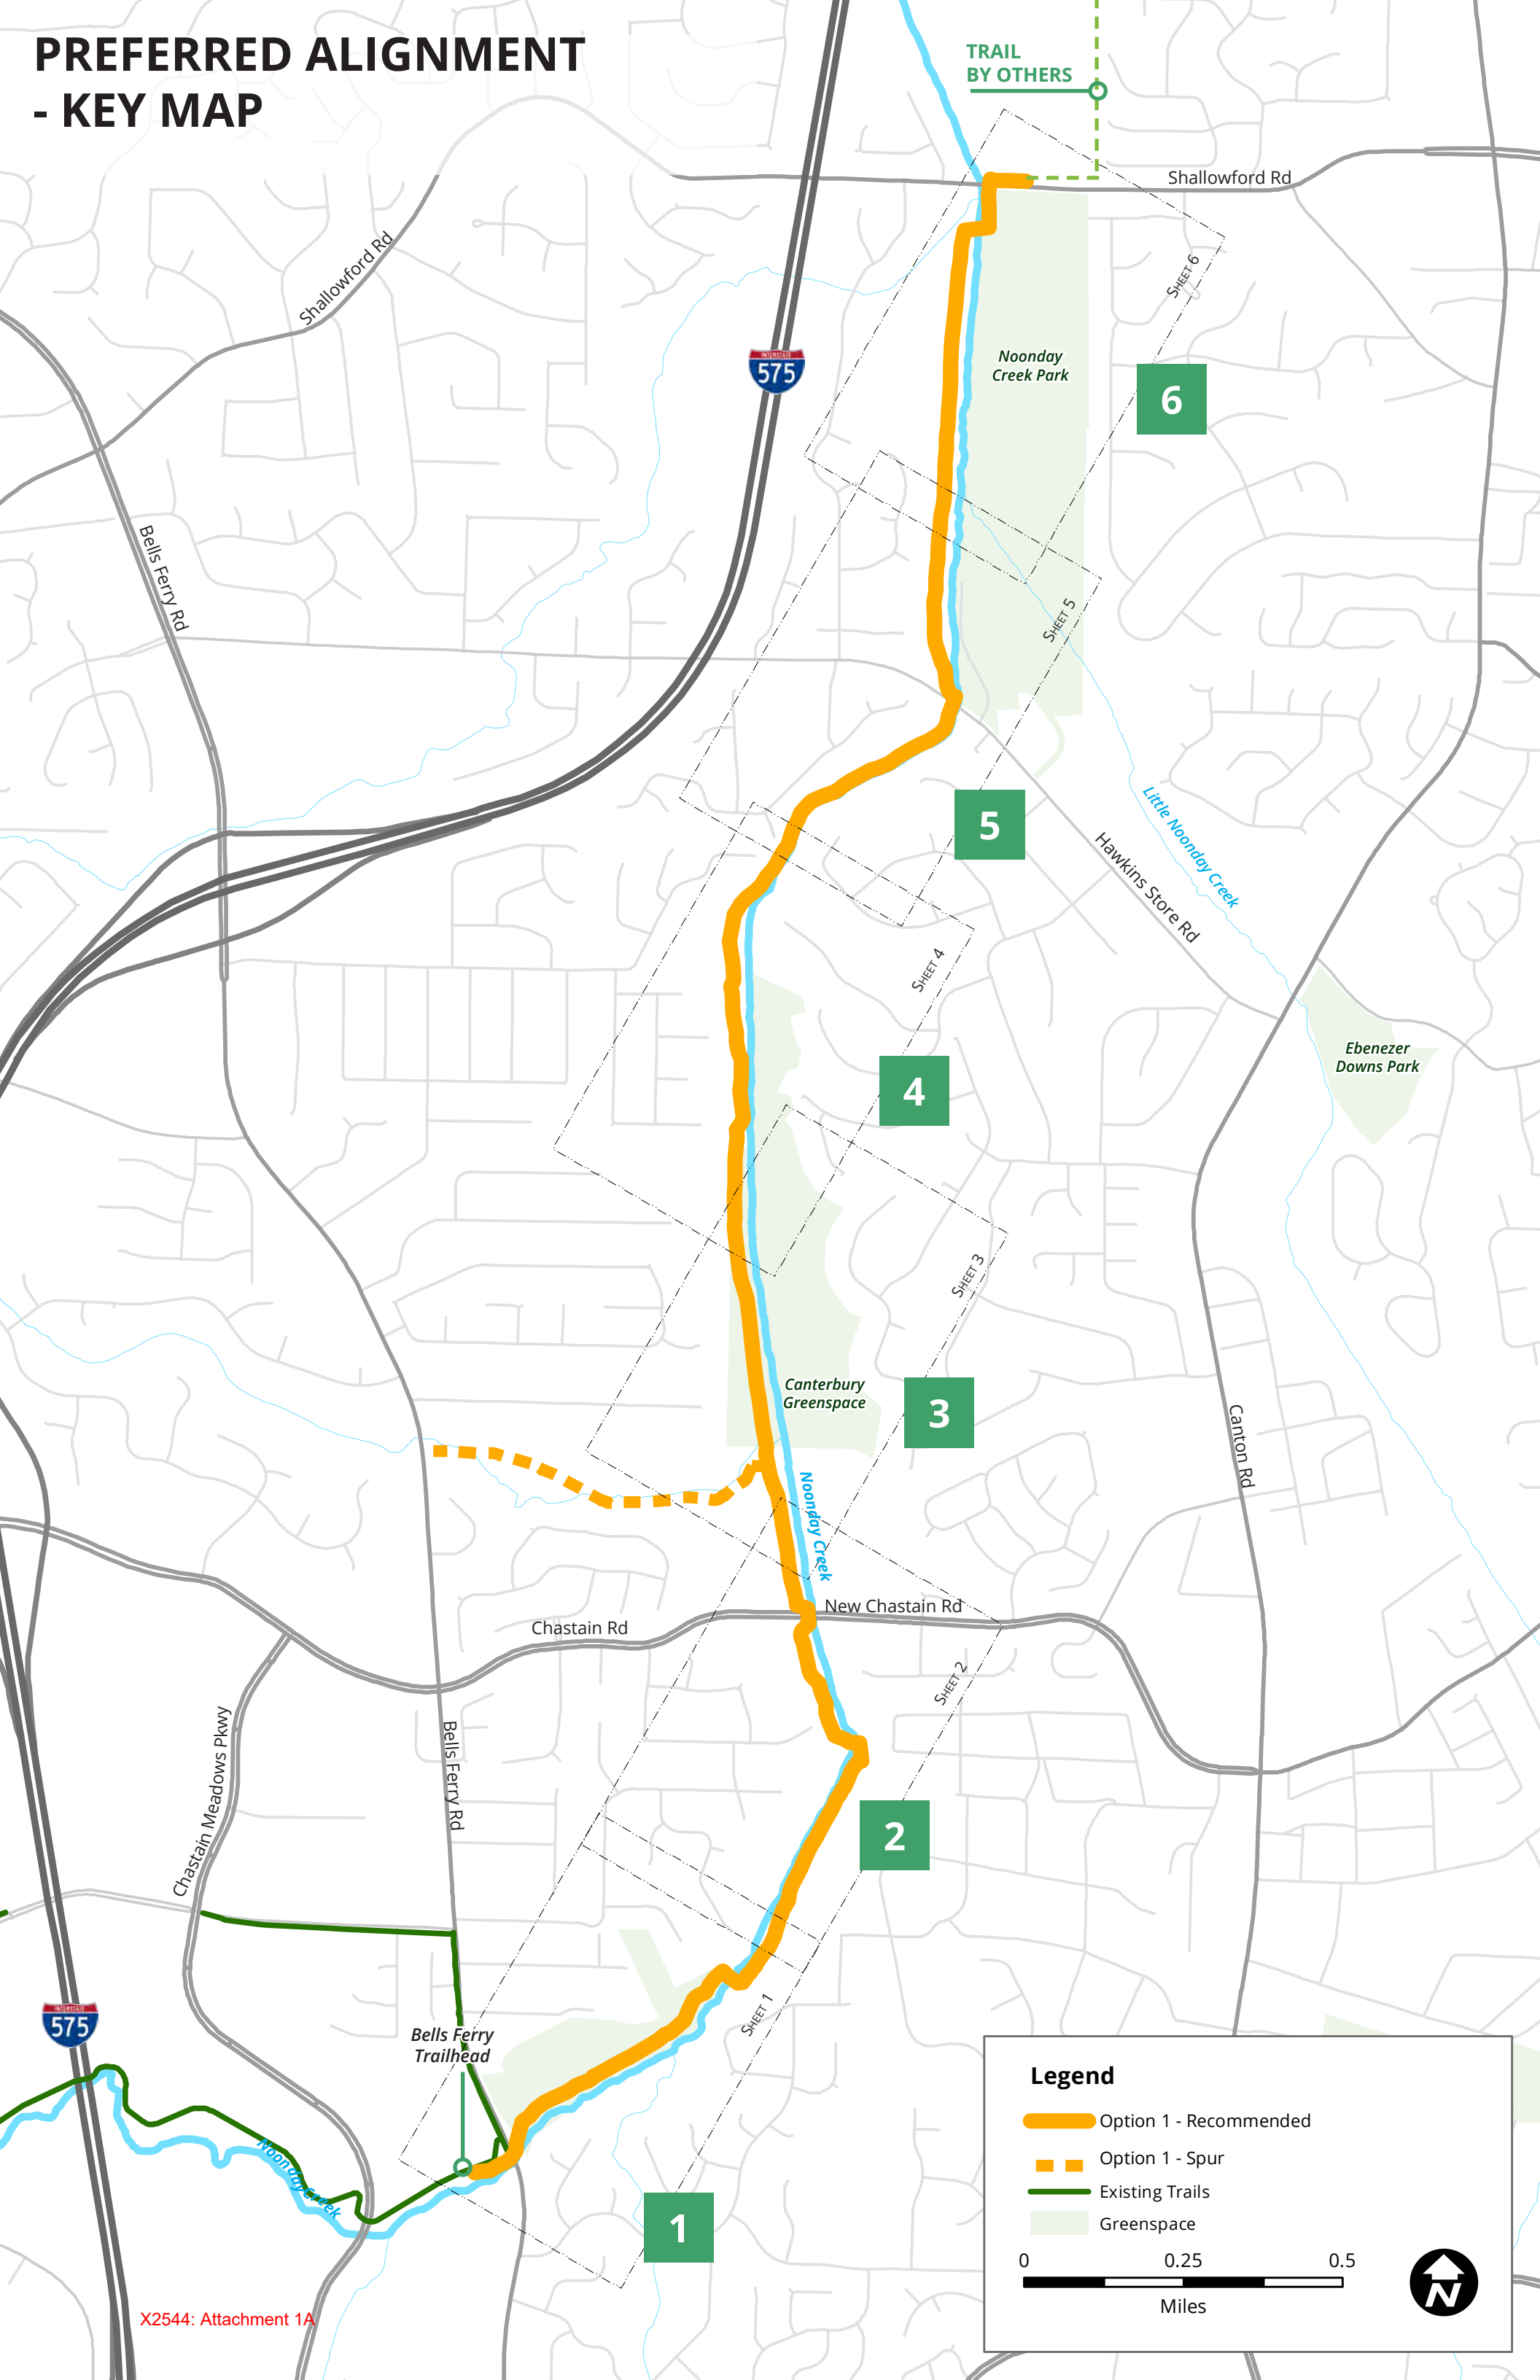 PREFERRED ALIGNMENT
- KEY MAP
TRAIL
BY OTHERS
Shallowford Rd
Shallowford Rd
SHEET 6
INTERSTATE
575
Noonday
Creek Park
6
Bells Ferry Rd
SHEET 5
5
Little Noonday Creek
Hawkins Store Rd
SHEET 4
4
Ebenezer
Downs Park
SHEET 3
3
Canterbury
Greenspace
Canton Rd
Noonday Creek
New Chastain Rd
Chastain Rd
SHEET 2
Chastain Meadows Pkwy
Bells Ferry Rd
2
SHEET 1
INTERSTATE
575
Bells Ferry
Trailhead
Noonday Creek
1
X2544: Attachment 1A
Legend
Option 1 - Recommended
Option 1 - Spur
Existing Trails
Greenspace
0 0.25 0.5
Miles
N